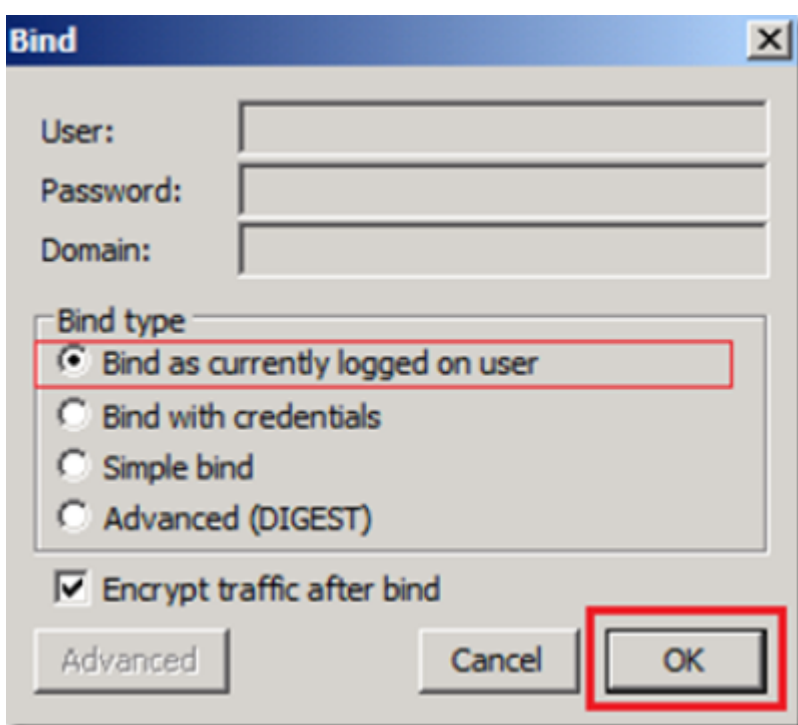 Bind
User:
Password:
Domain:
Bind type
Bind as currently logged on user
Bind with credentials
Simple bind
Advanced (DIGEST)
Encrypt traffic after bind
Advanced Cancel OK